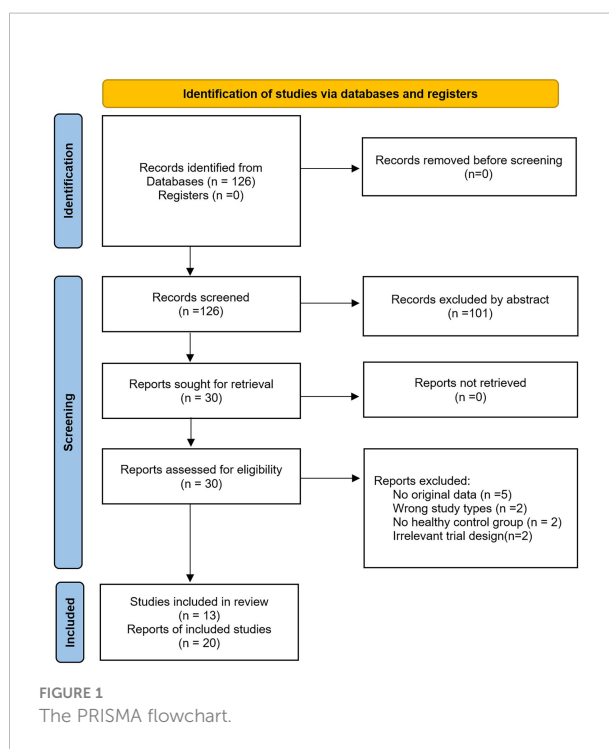 Identification of studies via databases and registers
Identification
Records identified from
Databases (n = 126)
Registers (n =0)
Records removed before screening
(n=0)
Screening
Records screened
(n =126)
Records excluded by abstract
(n =101)
Reports sought for retrieval
(n = 30)
Reports not retrieved
(n =0)
Reports assessed for eligibility
(n = 30)
Reports excluded:
No original data (n =5)
Wrong study types (n =2)
No healthy control group (n = 2)
Irrelevant trial design(n=2)
Included
Studies included in review
(n = 13)
Reports of included studies
(n = 20)
FIGURE 1
The PRISMA flowchart.